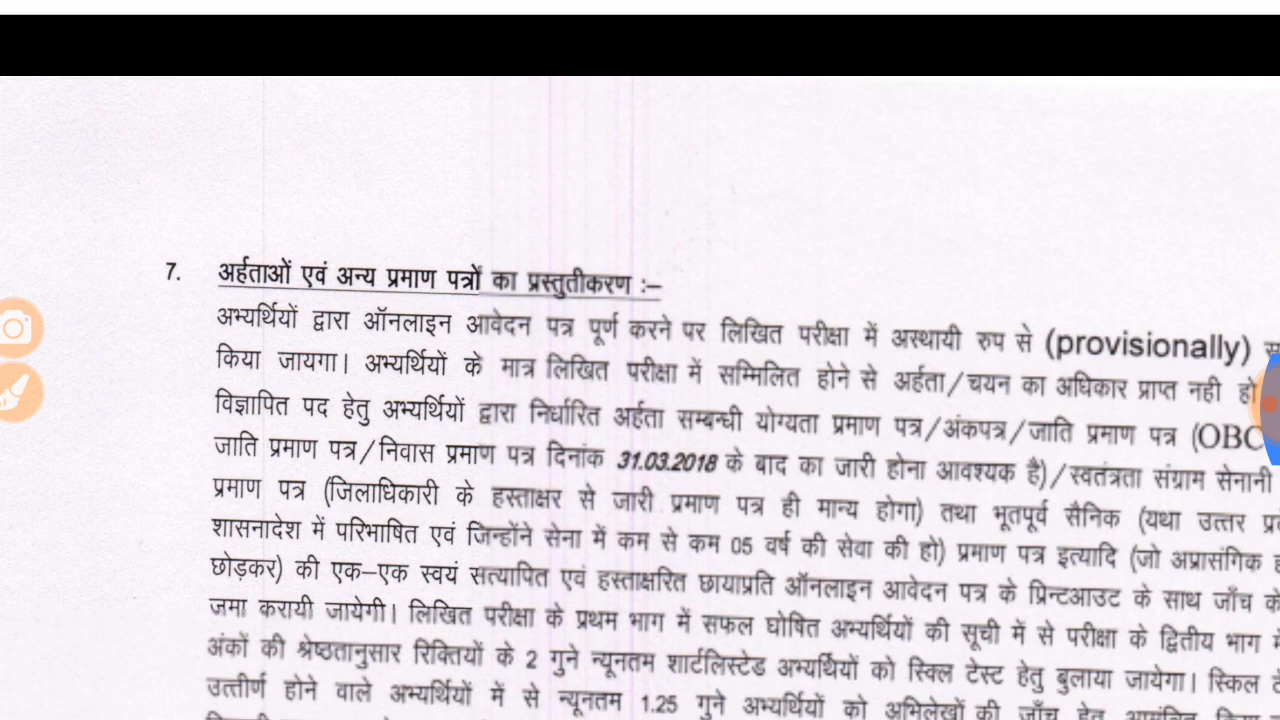 7. अर्हताओं एवं अन्य प्रमाण पत्रों का प्रस्तुतीकरण :–
अभ्यर्थियों द्वारा ऑनलाइन आवेदन पत्र पूर्ण करने पर लिखित परीक्षा में अस्थायी रुप से (provisionally)
किया जायगा। अभ्यर्थियों के मात्र लिखित परीक्षा में सम्मिलित होने से अर्हता/चयन का अधिकार प्राप्त नही हो
विज्ञापित पद हेतु अभ्यर्थियों द्वारा निर्धारित अर्हता सम्बन्धी योग्यता प्रमाण पत्र/अंकपत्र/जाति प्रमाण पत्र (OBC
जाति प्रमाण पत्र/निवास प्रमाण पत्र दिनांक 31.03.2018 के बाद का जारी होना आवश्यक है)/स्वतंत्रता संग्राम सेनानी
प्रमाण पत्र (जिलाधिकारी के हस्ताक्षर से जारी प्रमाण पत्र ही मान्य होगा) तथा भूतपूर्व सैनिक (यथा उत्तर
शासनादेश में परिभाषित एवं जिन्होंने सेना में कम से कम 05 वर्ष की सेवा की हो) प्रमाण पत्र इत्यादि (जो अप्रासंगिक
छोड़कर) की एक–एक स्वयं सत्यापित एवं हस्ताक्षरित छायाप्रति ऑनलाइन आवेदन पत्र के प्रिन्टआउट के साथ जाँच
जमा करायी जायेगी। लिखित परीक्षा के प्रथम भाग में सफल घोषित अभ्यर्थियों की सूची में से परीक्षा के द्वितीय भाग
अंकों की श्रेष्ठतानुसार रिक्तियों के 2 गुने न्यूनतम शार्टलिस्टेड अभ्यर्थियों को स्क्लि टेस्ट हेतु बुलाया जायेगा। स्किल
उत्तीर्ण होने वाले अभ्यर्थियों में से न्यूनतम 1.25 गुने अभ्यर्थियों को अभिलेखों की जाँच हेतु